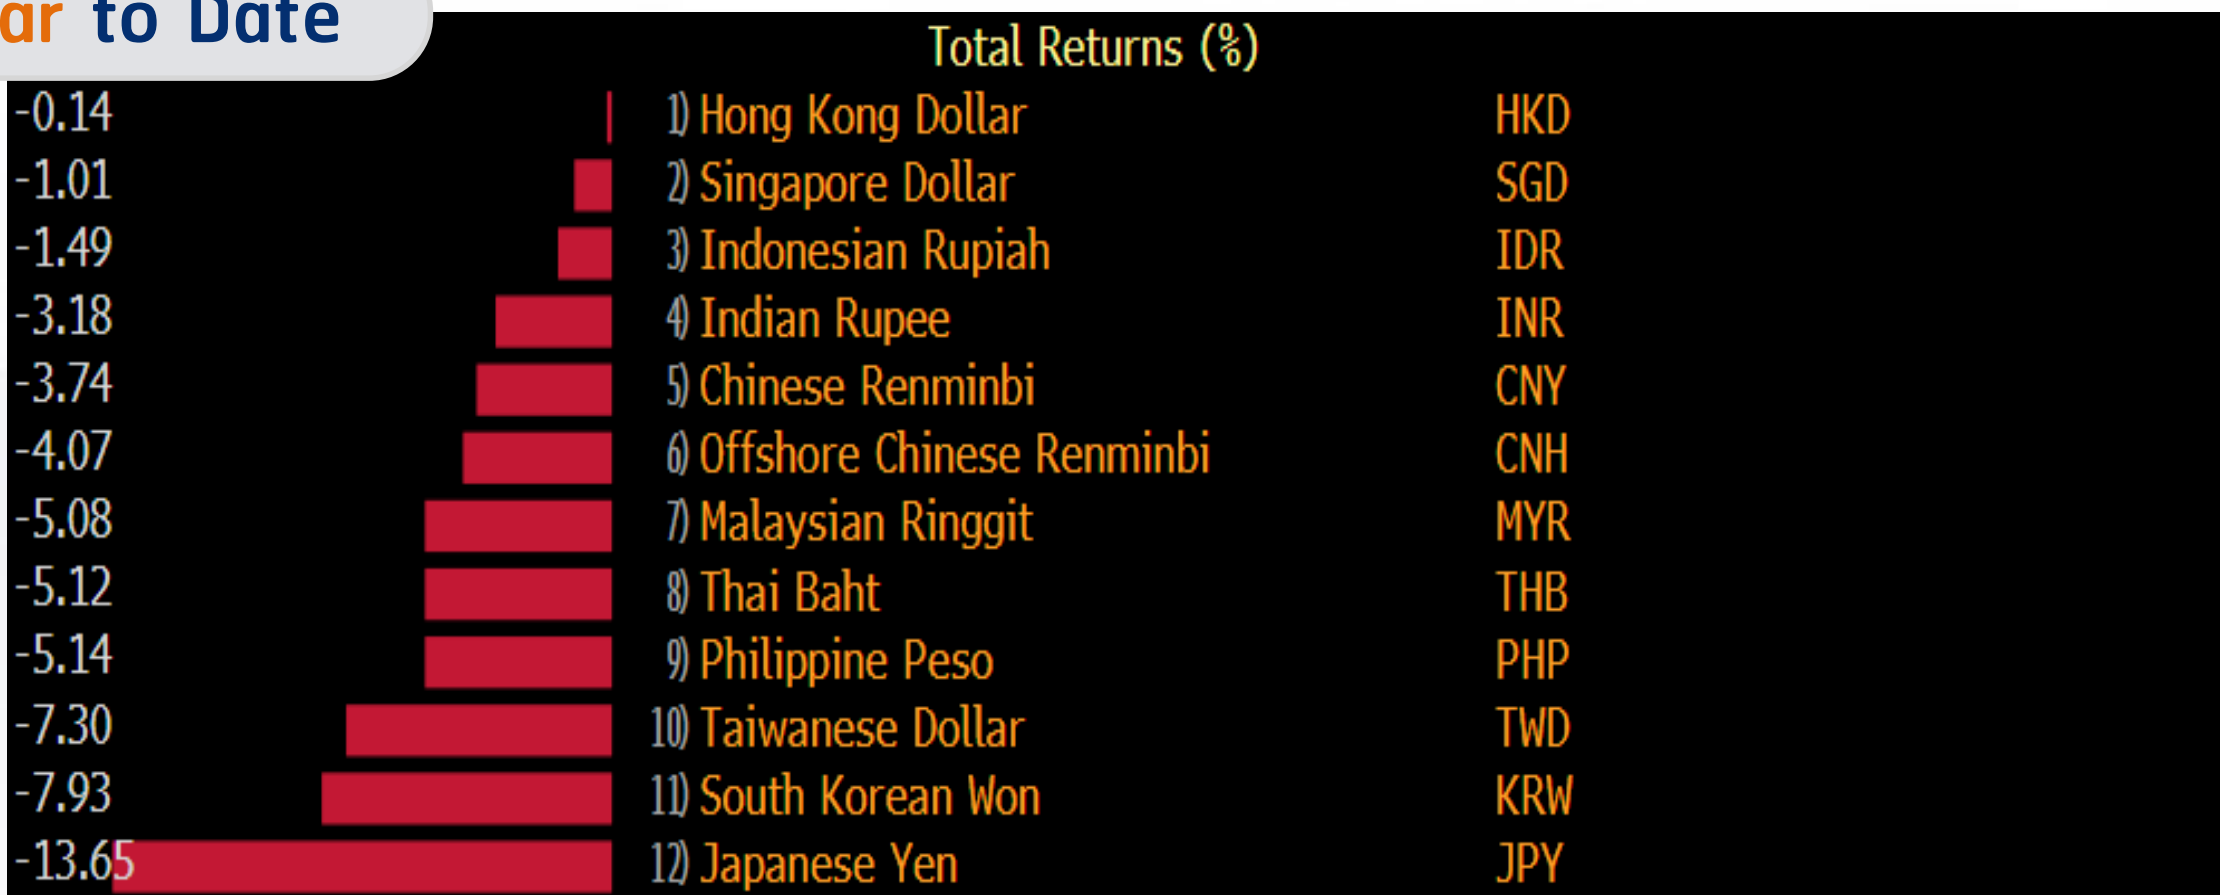 ar to Date
Total Returns (%)
-0.14 1) Hong Kong Dollar HKD
-1.01 2) Singapore Dollar SGD
-1.49 3) Indonesian Rupiah IDR
-3.18 4) Indian Rupee INR
-3.74 5) Chinese Renminbi CNY
-4.07 6) Offshore Chinese Renminbi CNH
-5.08 7) Malaysian Ringgit MYR
-5.12 8) Thai Baht THB
-5.14 9) Philippine Peso PHP
-7.30 10) Taiwanese Dollar TWD
-7.93 11) South Korean Won KRW
-13.65 12) Japanese Yen JPY